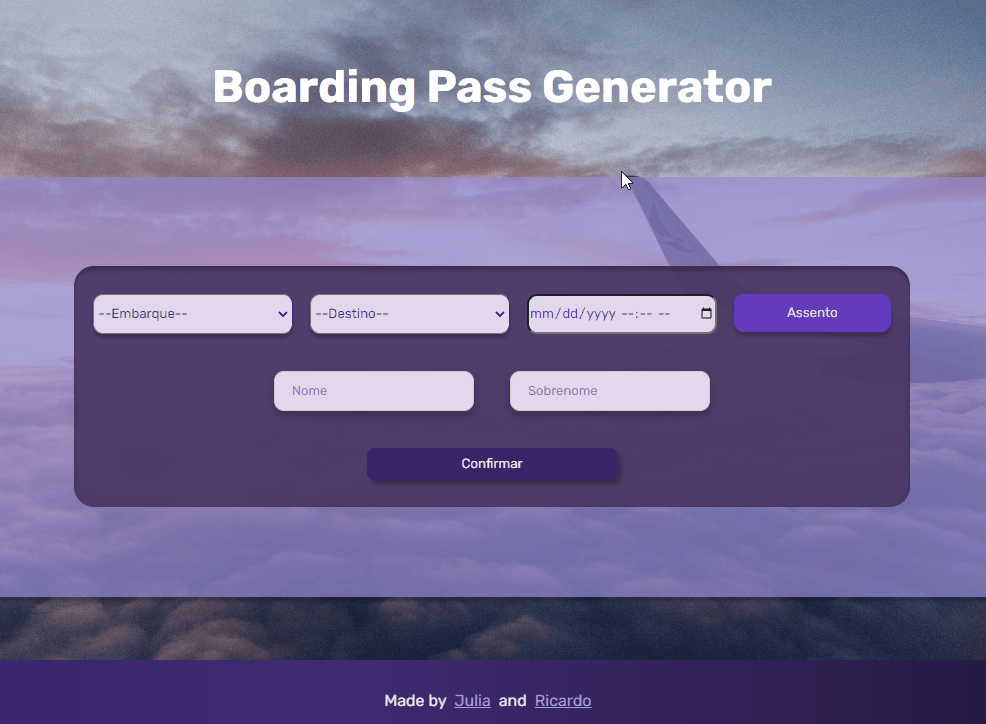 Boarding Pass Generator
--Embarque--
--Destino--
mm/dd/yyyy --:-- --
Assento
Nome
Sobrenome
Confirmar
Made by Julia and Ricardo